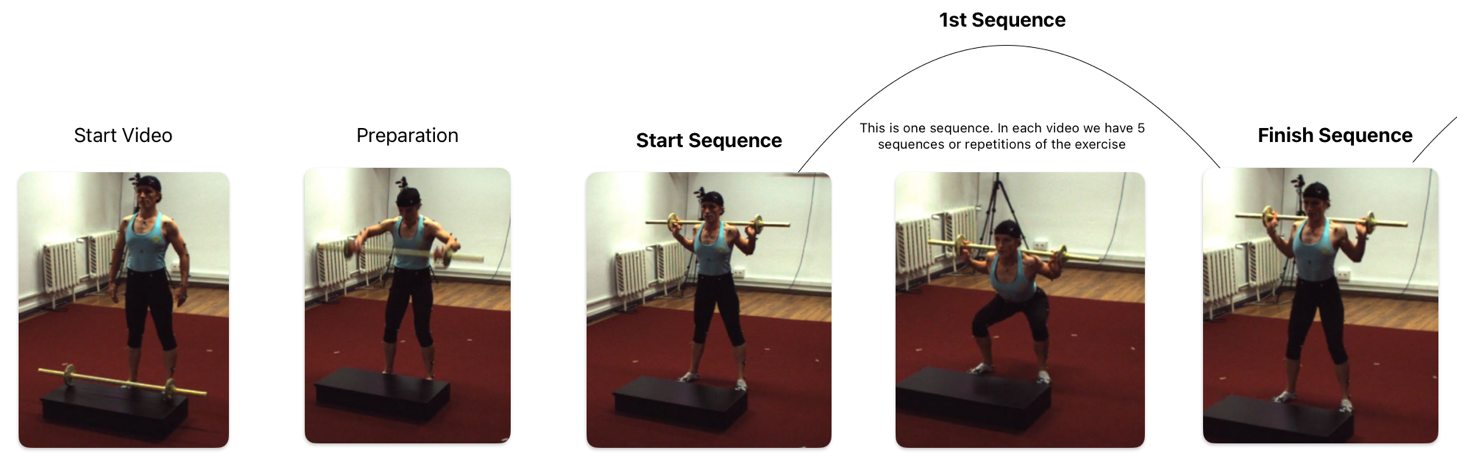 1st Sequence
Start Video
Preparation
Start Sequence
This is one sequence. In each video we have 5
sequences or repetitions of the exercise
Finish Sequence